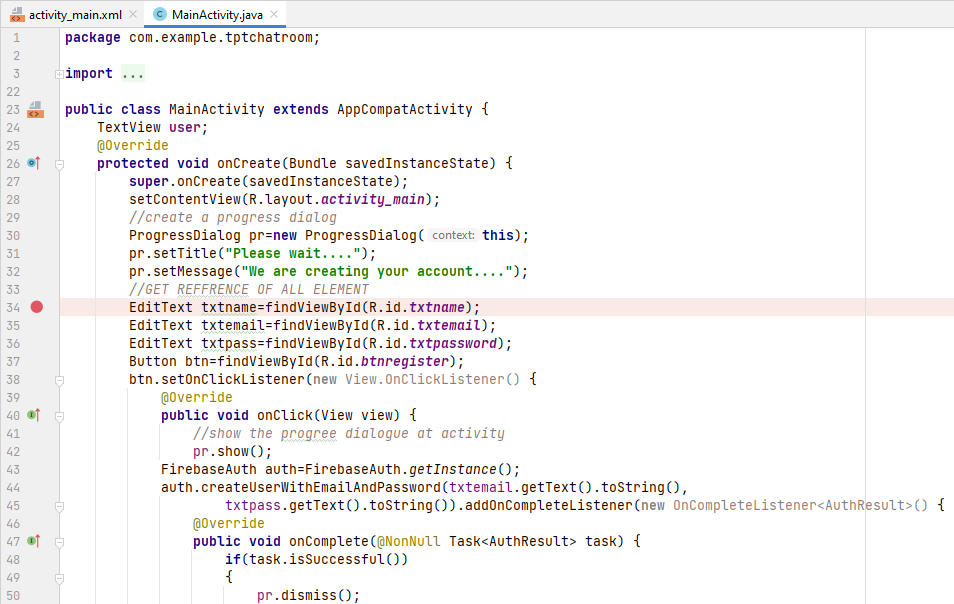 activity_main.xml MainActivity.java
1 package com.example.tptchatroom;
2
3 import ...
22
23 public class MainActivity extends AppCompatActivity {
24 TextView user;
25 @Override
26 protected void onCreate(Bundle savedInstanceState) {
27 super.onCreate(savedInstanceState);
28 setContentView(R.layout.activity_main);
29 //create a progress dialog
30 ProgressDialog pr=new ProgressDialog( context: this);
31 pr.setTitle("Please wait....");
32 pr.setMessage("We are creating your account....");
33 //GET REFFRENCE OF ALL ELEMENT
34 EditText txtname=findViewById(R.id.txtname);
35 EditText txtemail=findViewById(R.id.txtemail);
36 EditText txtpass=findViewById(R.id.txtpassword);
37 Button btn=findViewById(R.id.btnregister);
38 btn.setOnClickListener(new View.OnClickListener() {
39 @Override
40 public void onClick(View view) {
41 //show the progree dialogue at activity
42 pr.show();
43 FirebaseAuth auth=FirebaseAuth.getInstance();
44 auth.createUserWithEmailAndPassword(txtemail.getText().toString(),
45 txtpass.getText().toString()).addOnCompleteListener(new OnCompleteListener<AuthResult>() {
46 @Override
47 public void onComplete(@NonNull Task<AuthResult> task) {
48 if(task.isSuccessful())
49 {
50 pr.dismiss();